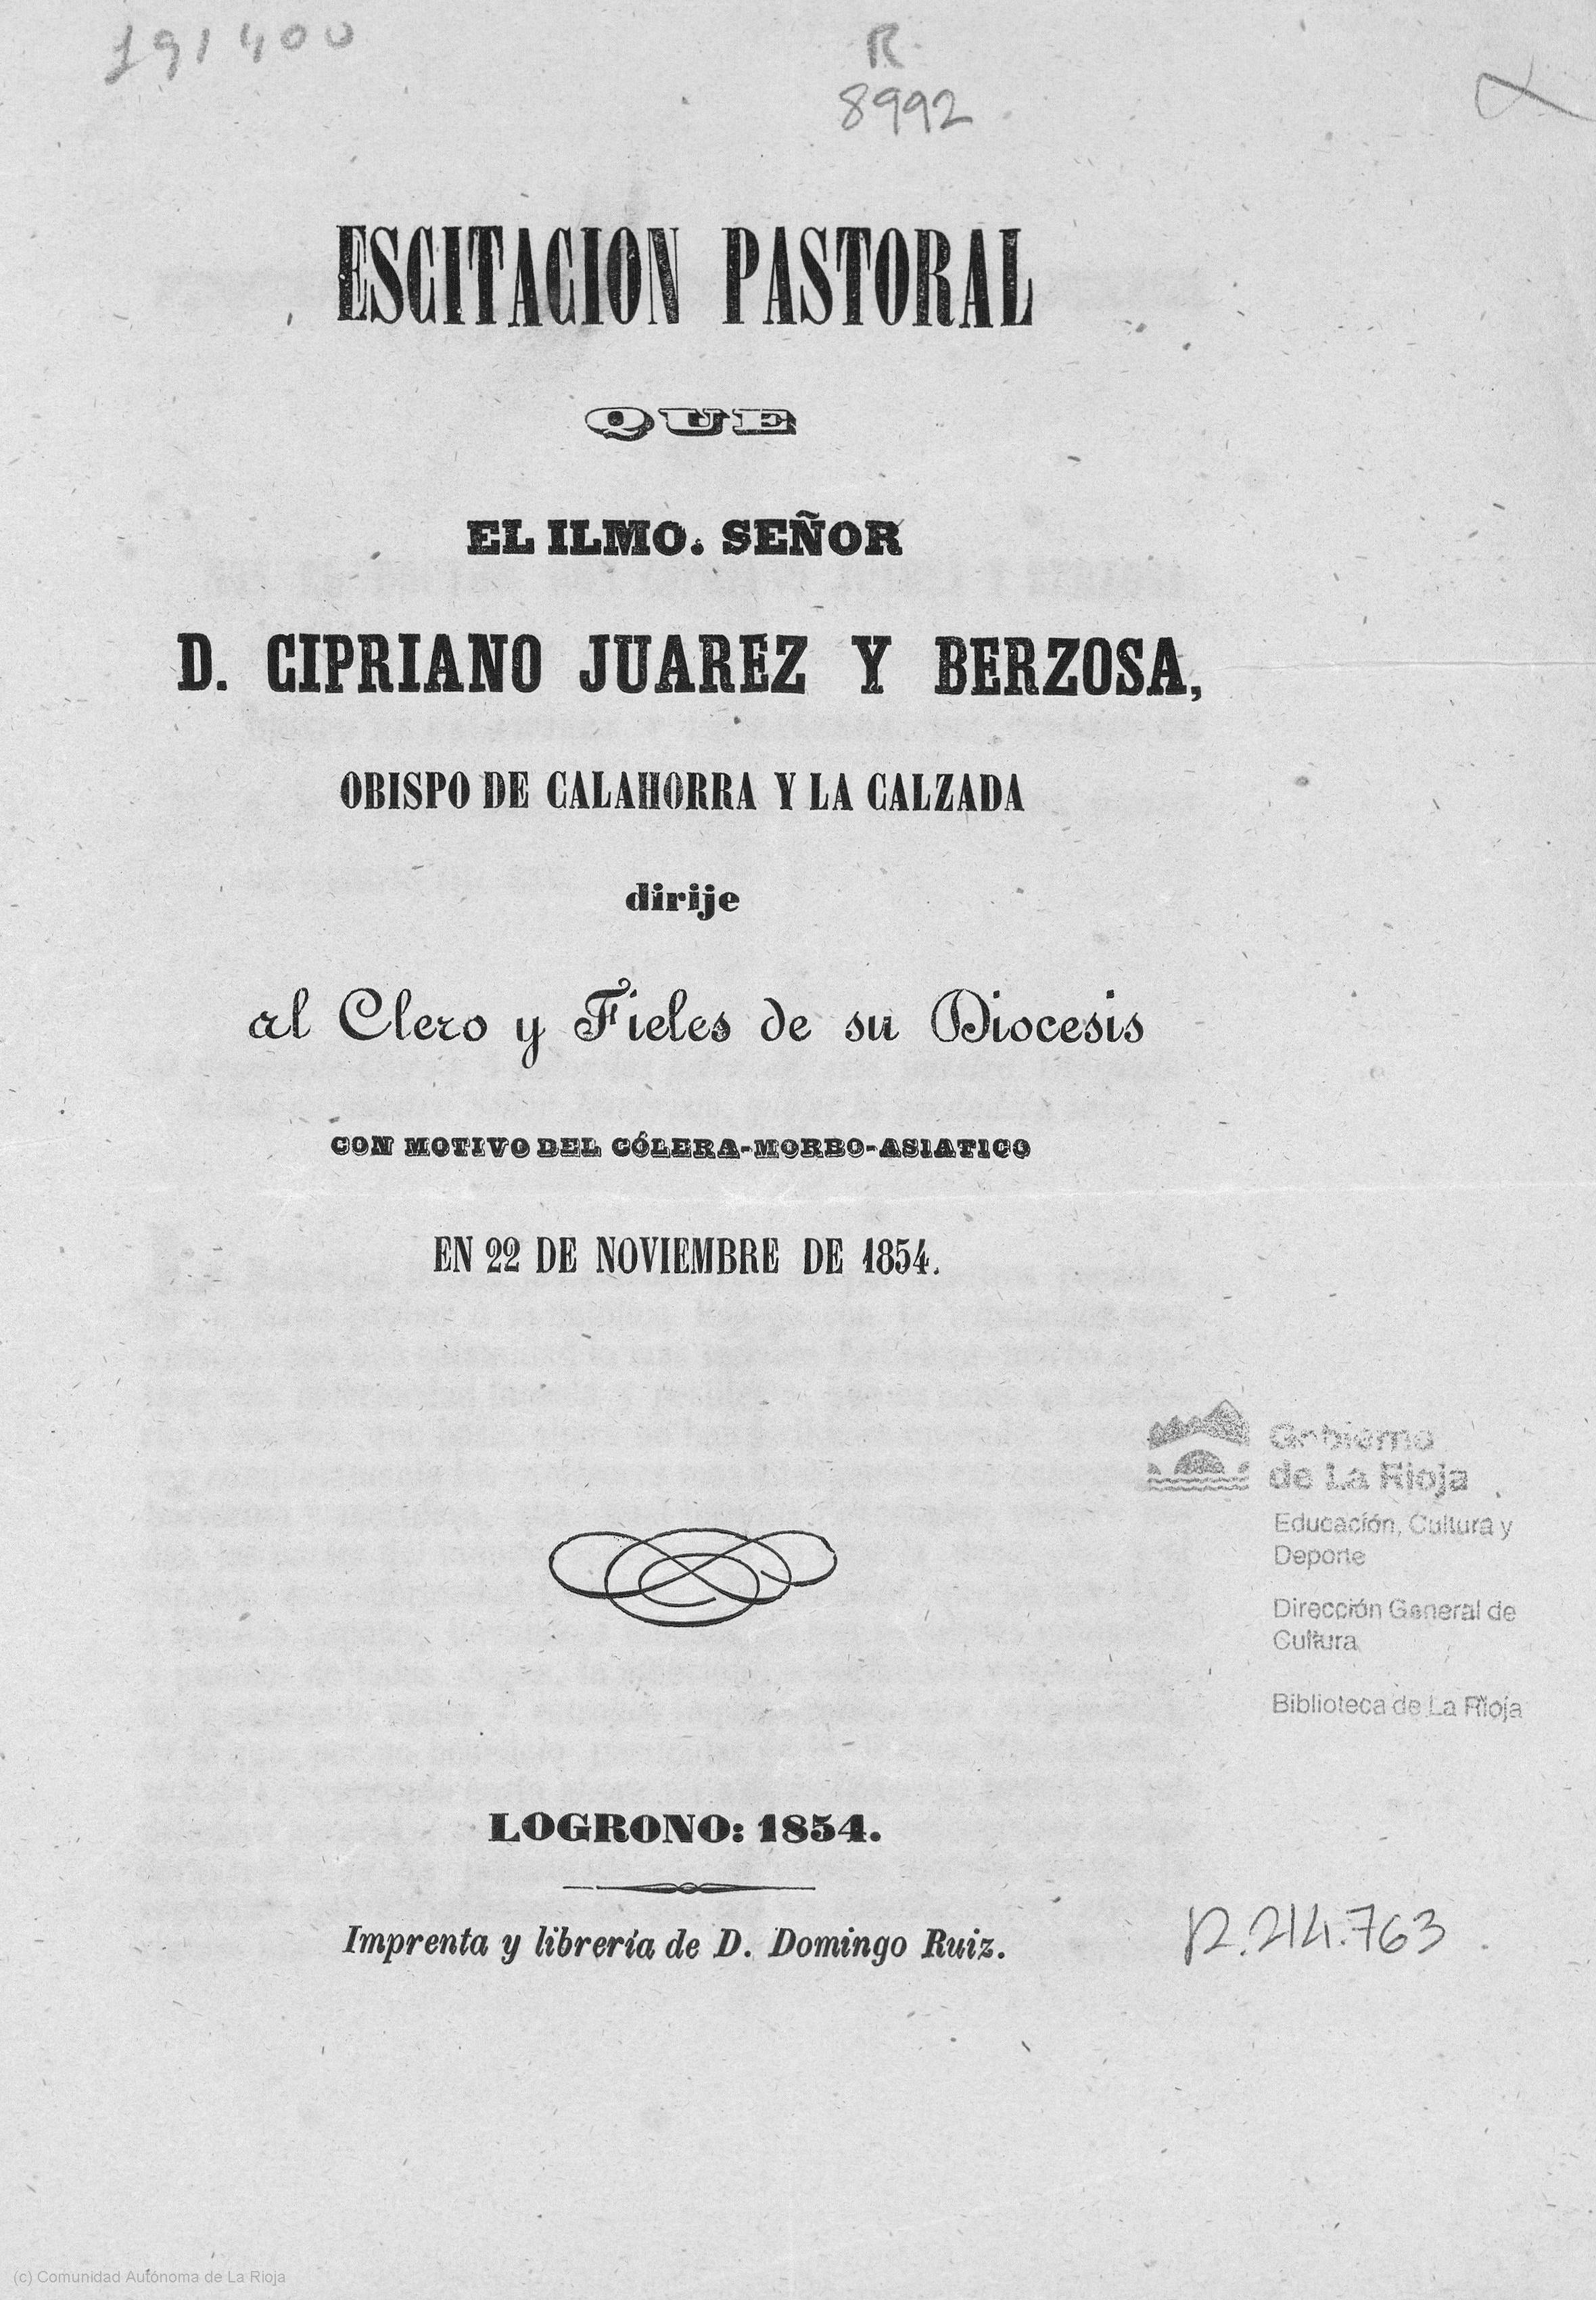 191400
R
8992
ESCITACION PASTORAL
QUE
EL ILMO. SEÑOR
D. CIPRIANO JUAREZ Y BERZOSA,
OBISPO DE CALAHORRA Y LA CALZADA
dirije
al Clero y Fieles de su Diocesis
CON MOTIVO DEL CÓLERA-MORBO-ASIATICO
EN 22 DE NOVIEMBRE DE 1854.
Gobierno
de La Rioja
Educación, Cultura y
Deporte
Dirección General de
Cultura
Biblioteca de La Rioja
LOGRONO: 1854.
Imprenta y librería de D. Domingo Ruiz.
R.214.763
(c) Comunidad Autónoma de La Rioja